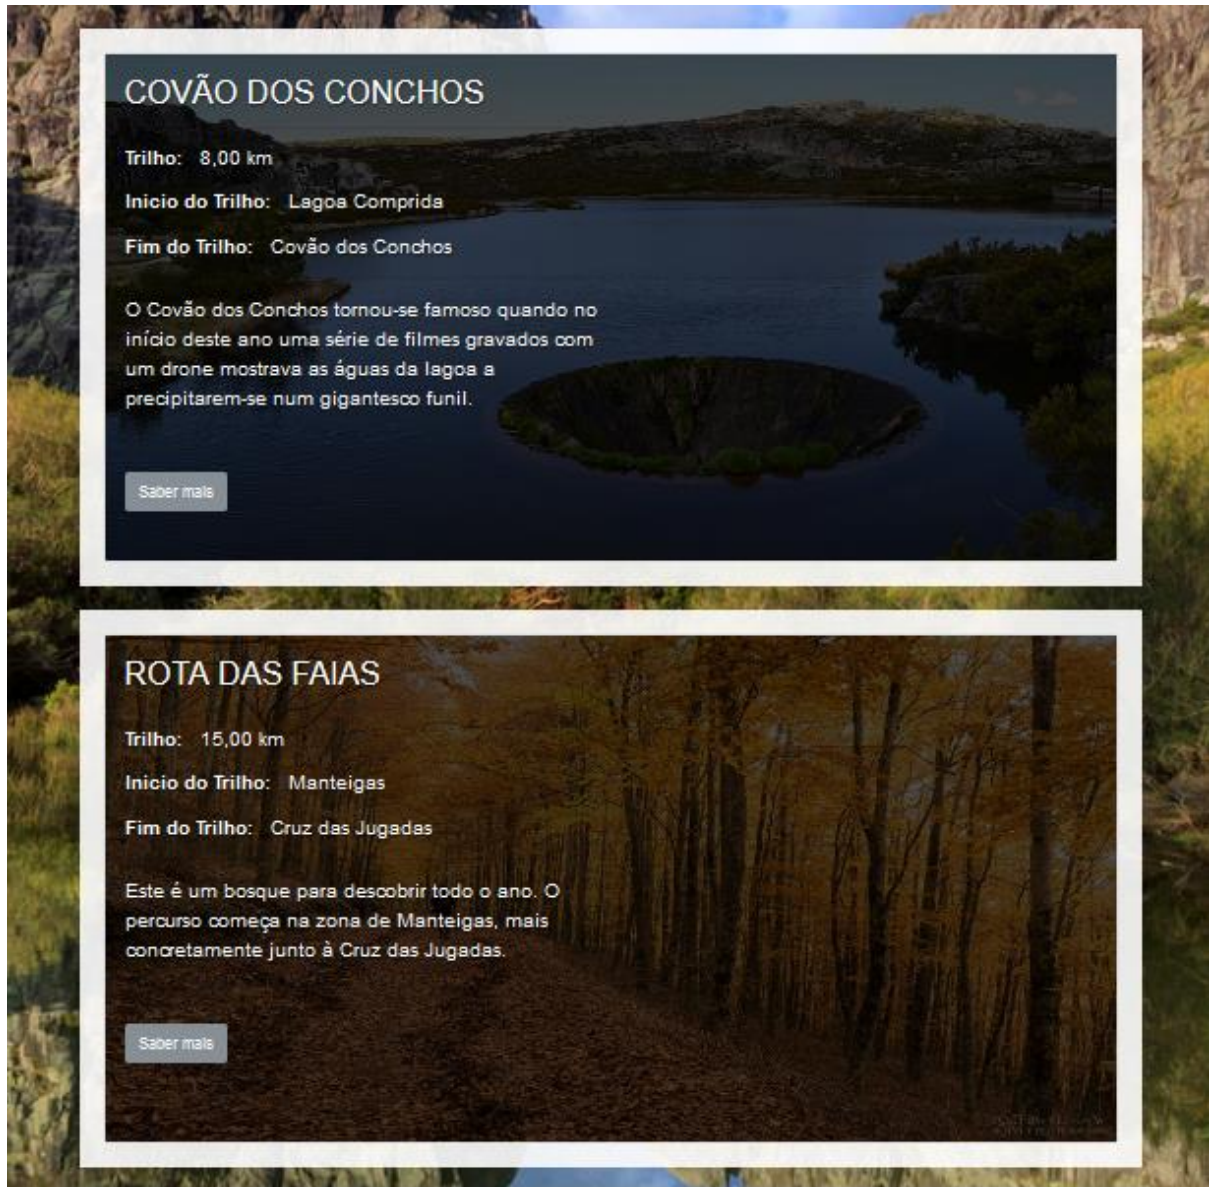 COVÃO DOS CONCHOS
Trilho: 8,00 km
Inicio do Trilho: Lagoa Comprida
Fim do Trilho: Covão dos Conchos
O Covão dos Conchos tornou-se famoso quando no
início deste ano uma série de filmes gravados com
um drone mostrava as águas da lagoa a
precipitarem-se num gigantesco funil.
Saber mais
ROTA DAS FAIAS
Trilho: 15,00 km
Inicio do Trilho: Manteigas
Fim do Trilho: Cruz das Jugadas
Este é um bosque para descobrir todo o ano. O
percurso começa na zona de Manteigas, mais
concretamente junto à Cruz das Jugadas.
Saber mais